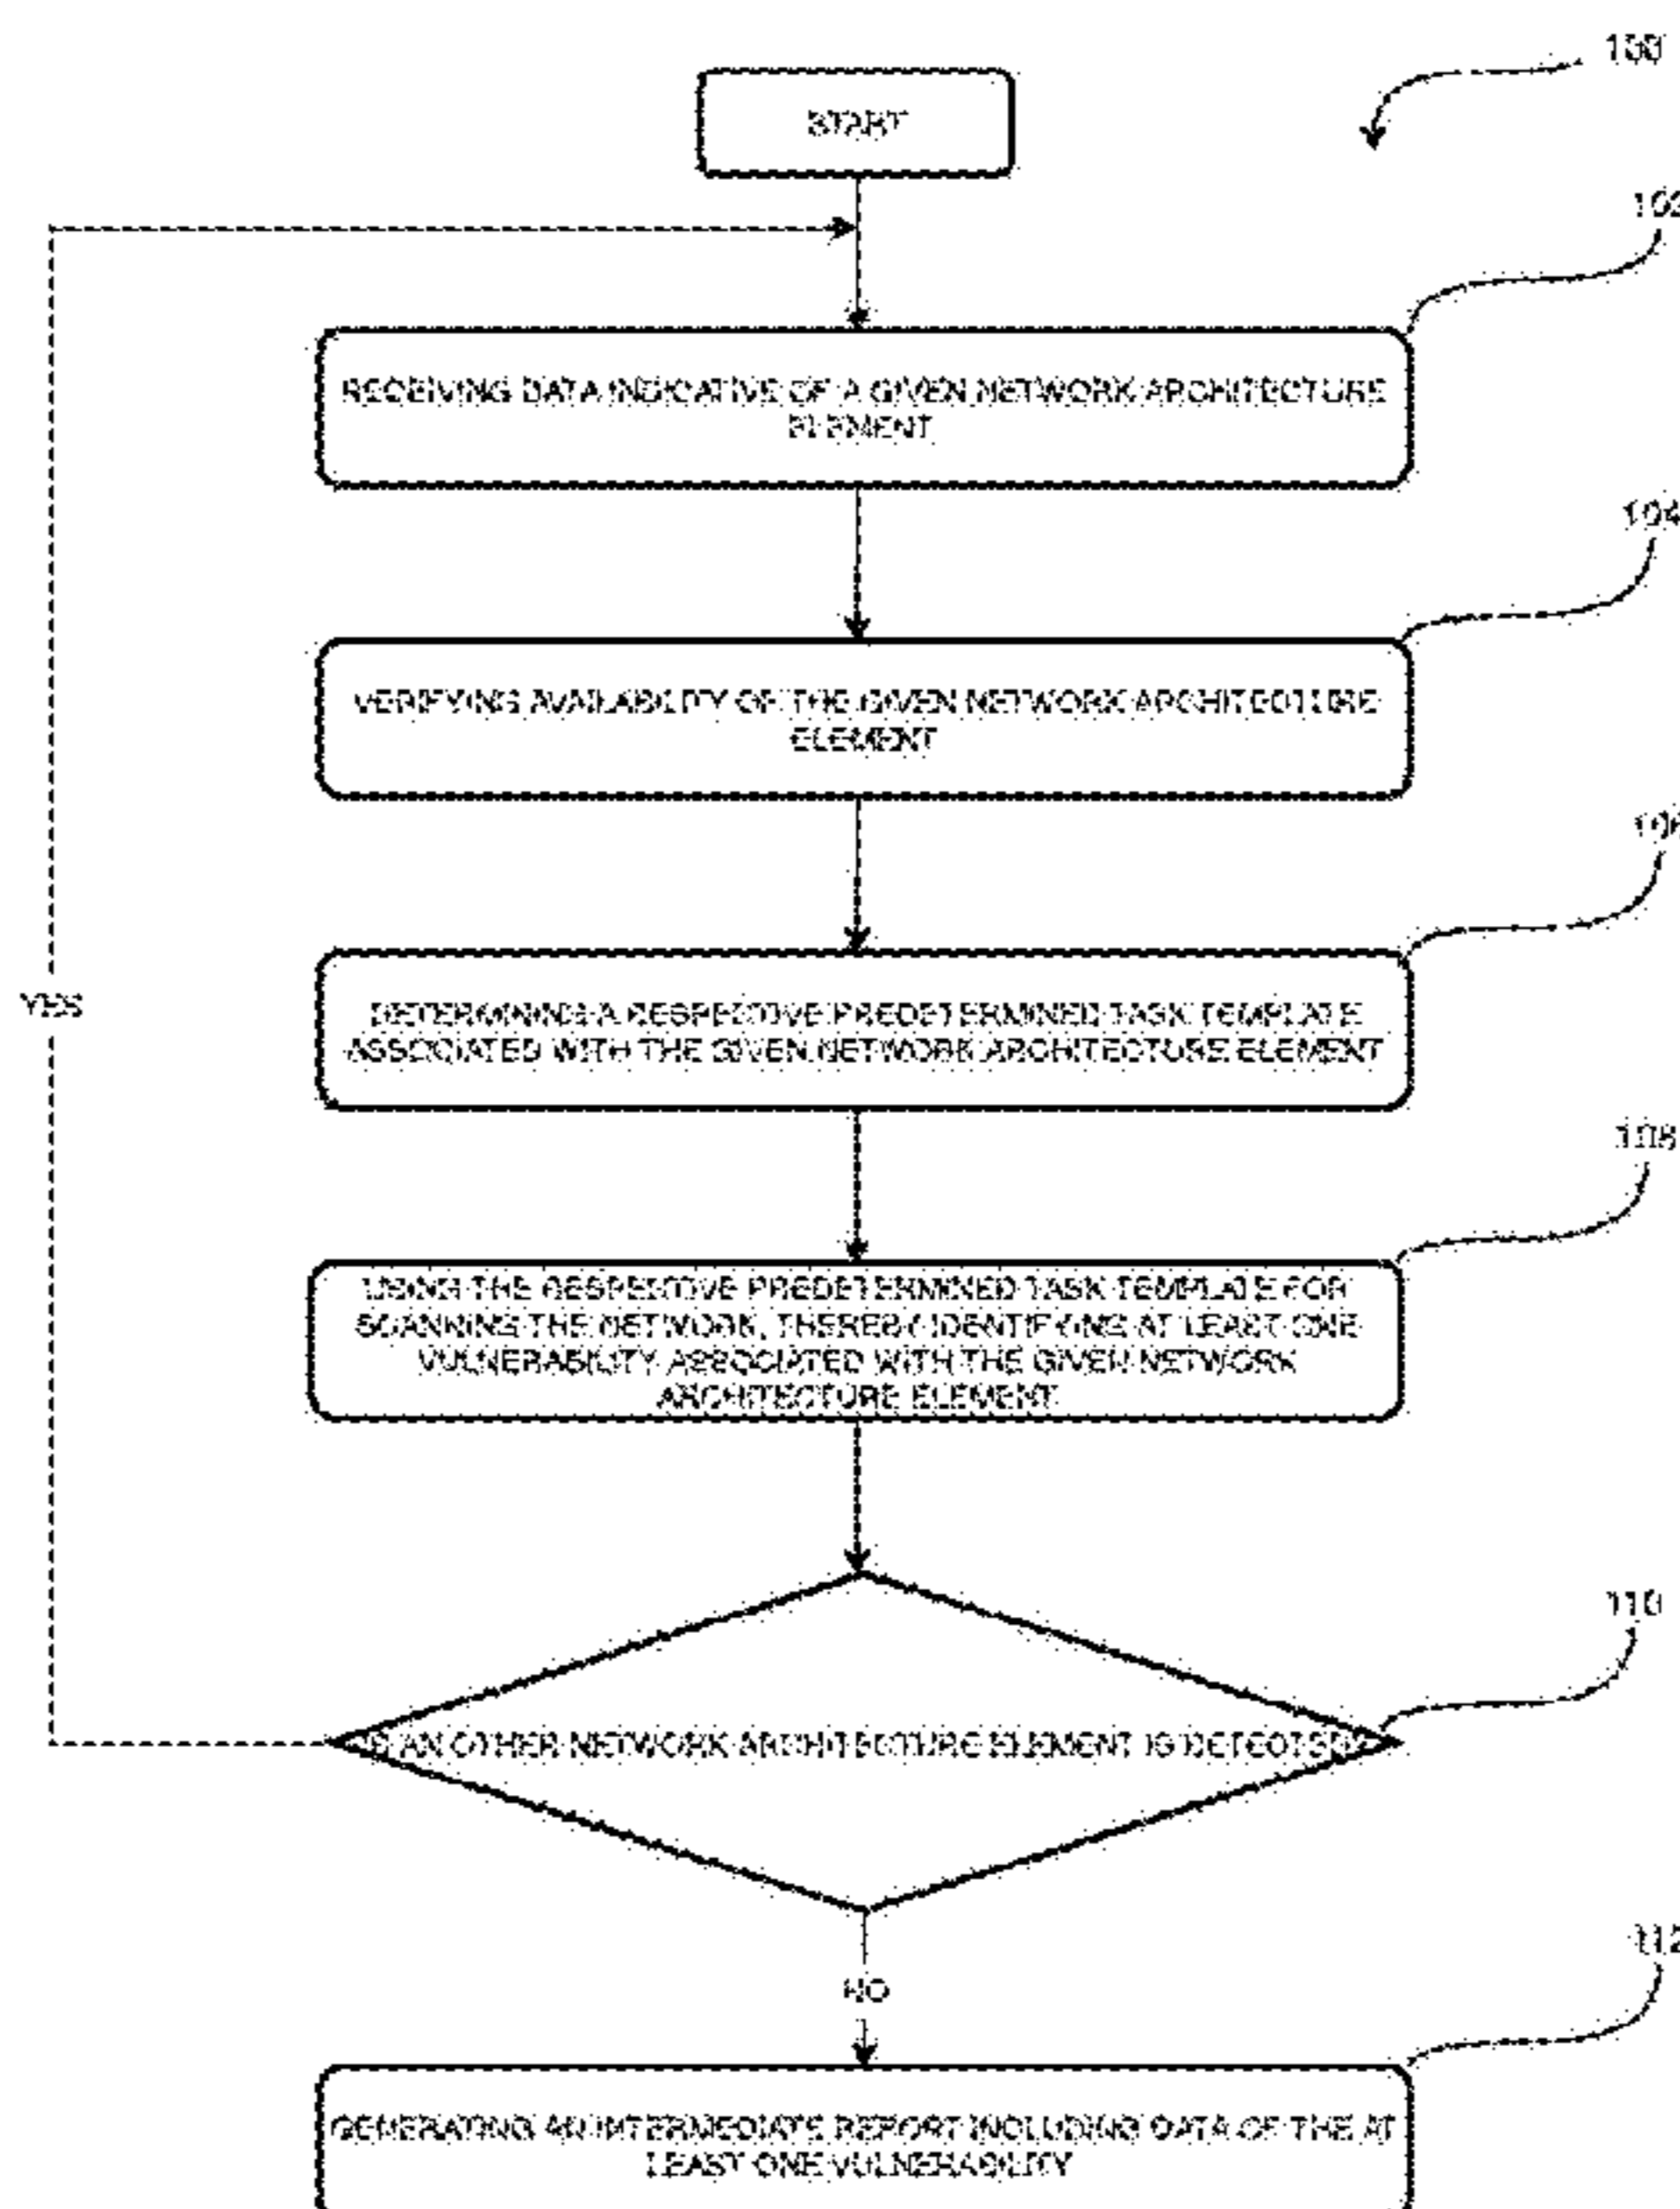 100
START
102
RECEIVING DATA INDICATIVE OF A GIVEN NETWORK ARCHITECTURE
ELEMENT
104
VERIFYING AVAILABILITY OF THE GIVEN NETWORK ARCHITECTURE
ELEMENT
106
YES
DETERMINING A RESPECTIVE PREDETERMINED TASK TEMPLATE
ASSOCIATED WITH THE GIVEN NETWORK ARCHITECTURE ELEMENT
108
USING THE RESPECTIVE PREDETERMINED TASK TEMPLATE FOR
SCANNING THE NETWORK, THEREBY IDENTIFYING AT LEAST ONE
VULNERABILITY ASSOCIATED WITH THE GIVEN NETWORK
ARCHITECTURE ELEMENT
110
AN OTHER NETWORK ARCHITECTURE ELEMENT IS DETECTED
NO
112
GENERATING AN INTERMEDIATE REPORT INCLUDING DATA OF THE AT
LEAST ONE VULNERABILITY